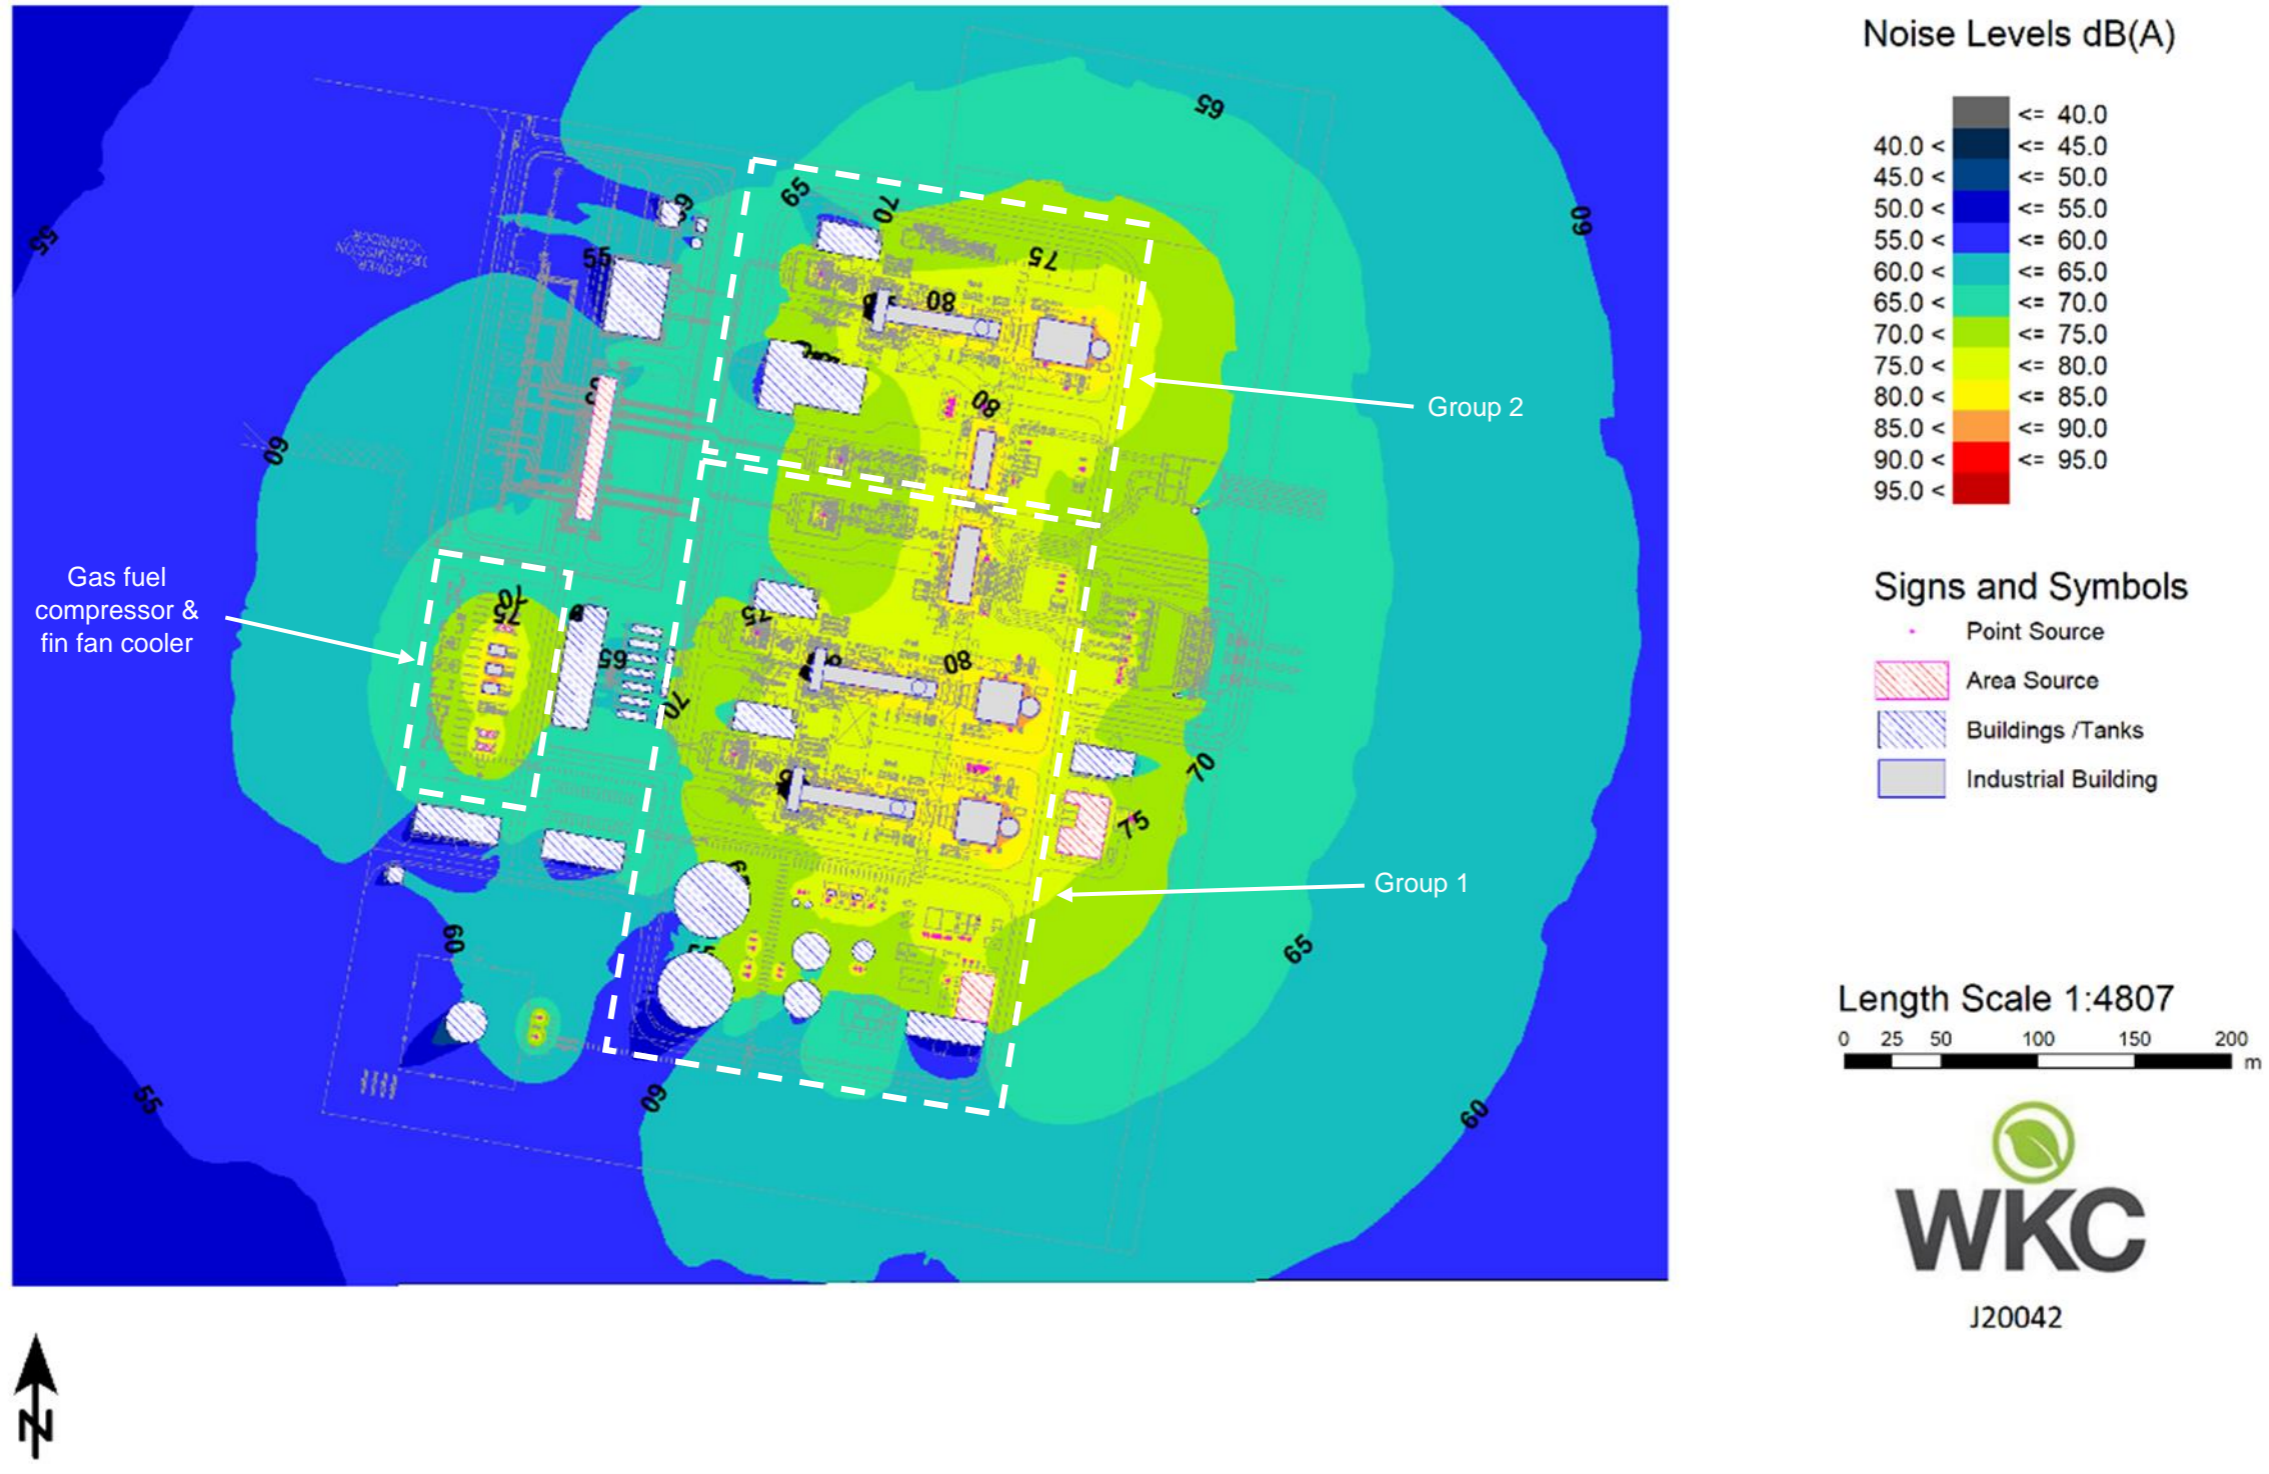 Noise Levels dB(A)
<= 40.0
40.0 < <= 45.0
45.0 < <= 50.0
50.0 < <= 55.0
55.0 < <= 60.0
60.0 < <= 65.0
65.0 < <= 70.0
70.0 < <= 75.0
75.0 < <= 80.0
80.0 < <= 85.0
85.0 < <= 90.0
90.0 < <= 95.0
95.0 <
Signs and Symbols
Point Source
Area Source
Buildings /Tanks
Industrial Building
Length Scale 1:4807
0 25 50 100 150 200
m
WKC
J20042
Group 2
Group 1
Gas fuel
compressor &
fin fan cooler
POWER
TRANSMISSON
CORRIDOR
65
60
55
65
70
75
55
80
80
60
70
75
75
65
80
70
70
75
65
60
55
60
60
N